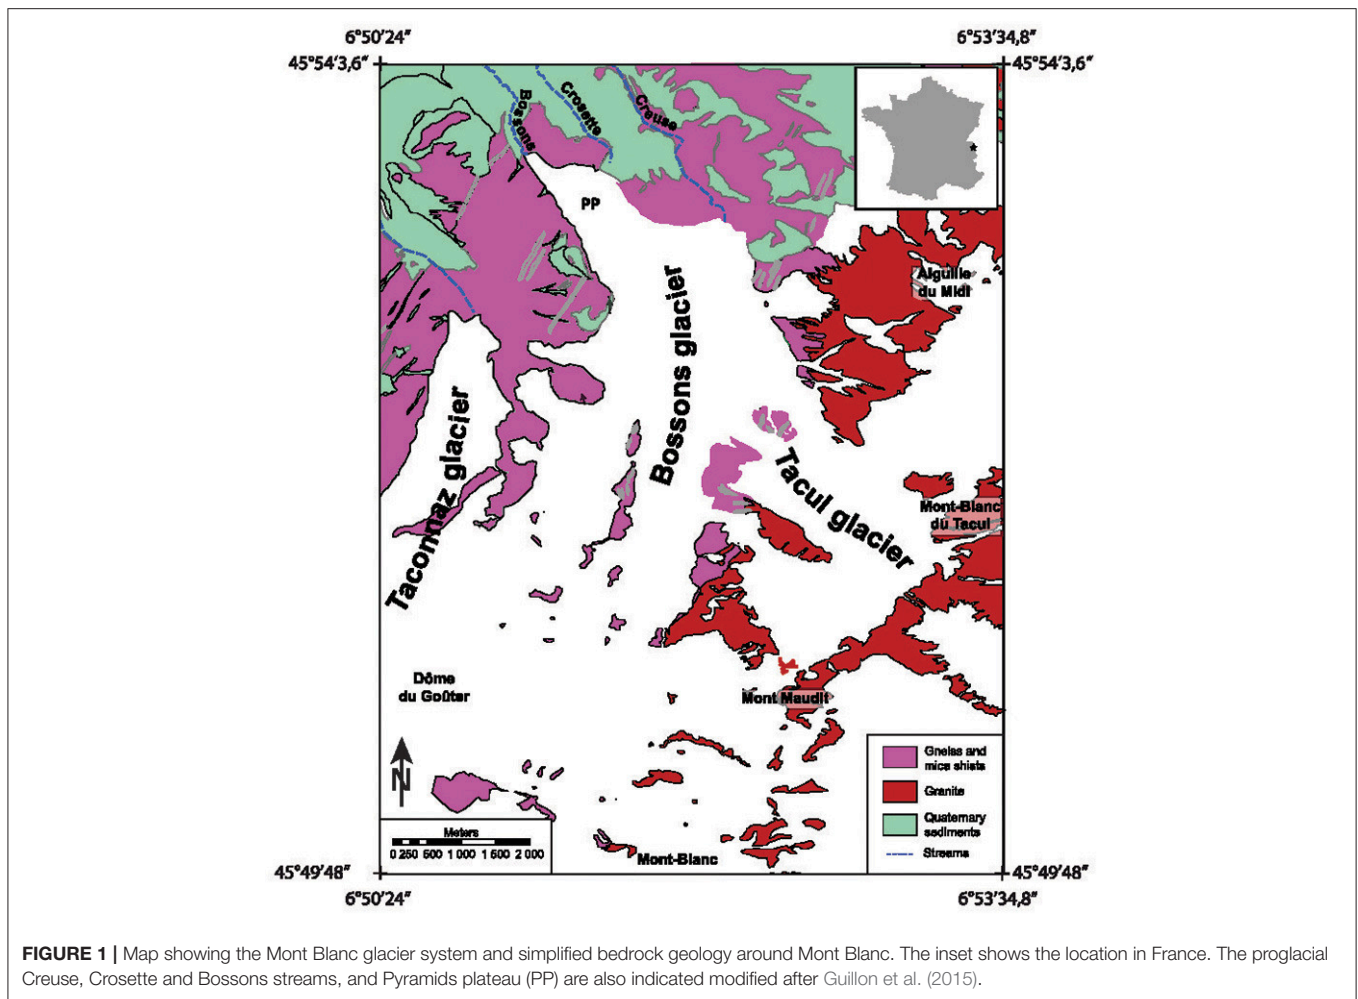 6°50′24″ 6°53′34,8″
45°54′3,6″ 45°54′3,6″
Bossons
Crosette
Creuse
PP
Aiguille
du Midi
Bossons glacier
Taconnaz glacier
Tacul glacier
Mont-Blanc
du Tacul
Dôme
du Goûter
Mont Maudit
N
Gneiss and
mica shists
Granite
Quaternary
sediments
Streams
Meters
0 250 500 1 000 1 500 2 000
Mont-Blanc
45°49′48″ 45°49′48″
6°50′24″ 6°53′34,8″
FIGURE 1 | Map showing the Mont Blanc glacier system and simplified bedrock geology around Mont Blanc. The inset shows the location in France. The proglacial
Creuse, Crosette and Bossons streams, and Pyramids plateau (PP) are also indicated modified after Guillon et al. (2015).